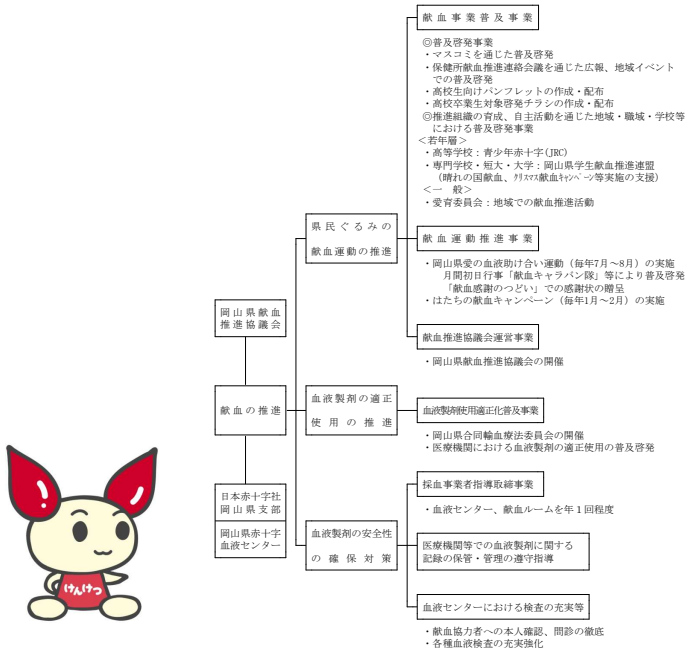 献血事業普及事業
◎普及啓発事業
・マスコミを通じた普及啓発
・保健所献血推進連絡会議を通じた広報、地域イベント
での普及啓発
・高校生向けパンフレットの作成・配布
・高校卒業生対象啓発チラシの作成・配布
◎推進組織の育成、自主活動を通じた地域・職域・学校等
における普及啓発事業
＜若年層＞
・高等学校：青少年赤十字(JRC)
・専門学校・短大・大学：岡山県学生献血推進連盟
（晴れの国献血、クリスマス献血キャンペーン等実施の支援）
＜一　般＞
・愛育委員会：地域での献血推進活動
県民ぐるみの
献血運動の推進
献血運動推進事業
・岡山県愛の血液助け合い運動（毎年7月～8月）の実施
月間初日行事「献血キャラバン隊」等により普及啓発
「献血感謝のつどい」での感謝状の贈呈
・はたちの献血キャンペーン（毎年1月～2月）の実施
岡山県献血
推進協議会
献血推進協議会運営事業
・岡山県献血推進協議会の開催
献血の推進
血液製剤の適正
使用の推進
血液製剤使用適正化普及事業
・岡山県合同輸血療法委員会の開催
・医療機関における血液製剤の適正使用の普及啓発
日本赤十字社
岡山県支部
岡山県赤十字
血液センター
血液製剤の安全性
の確保対策
採血事業者指導取締事業
・血液センター、献血ルームを年１回程度
医療機関等での血液製剤に関する
記録の保管・管理の遵守指導
血液センターにおける検査の充実等
・献血協力者への本人確認、問診の徹底
・各種血液検査の充実強化
けんけつ